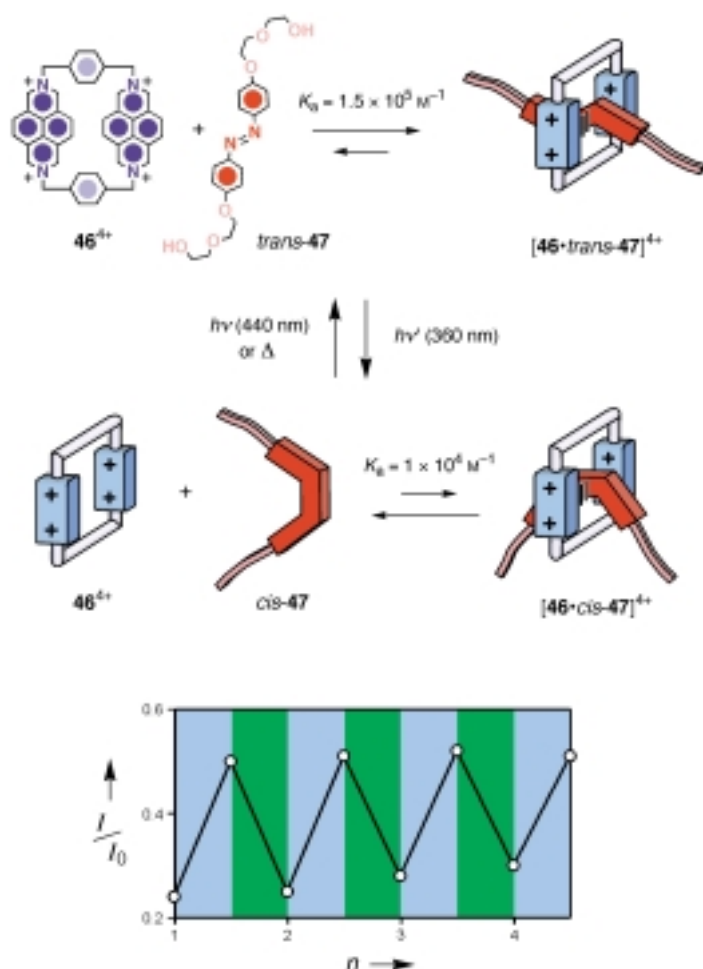 OH
O
O
N + N +
Ka = 1.5 × 10⁵ M⁻¹
+
N
N
N + N +
O
HO O
46⁴⁺ trans-47 [46•trans-47]⁴⁺
hν (440 nm)
or Δ
hν' (360 nm)
Ka = 1 × 10⁴ M⁻¹
+
46⁴⁺ cis-47 [46•cis-47]⁴⁺
0.6
0.4
I/I₀
0.2
1 2 3 4
n